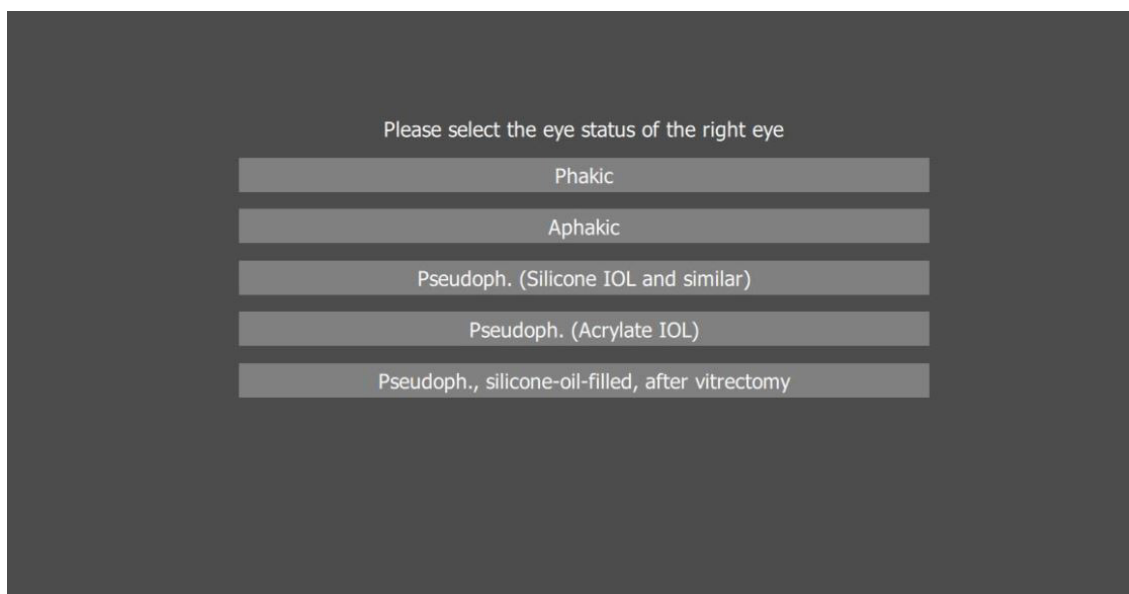 Please select the eye status of the right eye
Phakic
Aphakic
Pseudoph. (Silicone IOL and similar)
Pseudoph. (Acrylate IOL)
Pseudoph., silicone-oil-filled, after vitrectomy